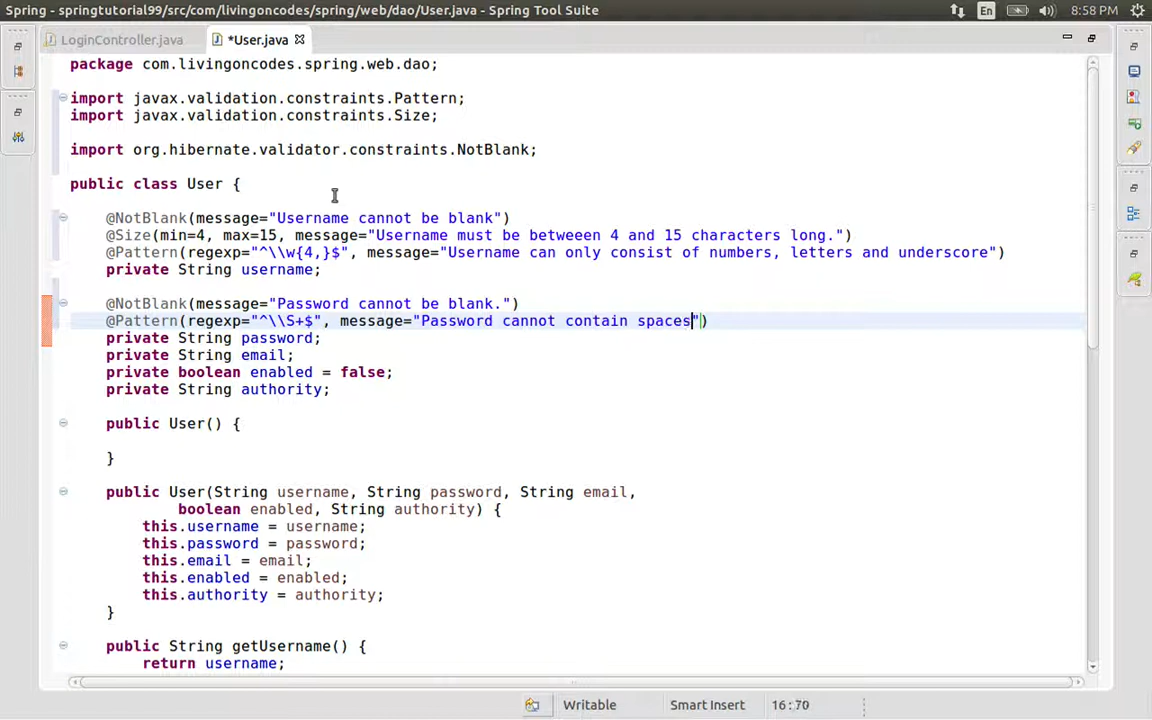 Spring - springtutorial99/src/com/livingoncodes/spring/web/dao/User.java - Spring Tool Suite
En
8:58 PM
LoginController.java
*User.java
package com.livingoncodes.spring.web.dao;
import javax.validation.constraints.Pattern;
import javax.validation.constraints.Size;
import org.hibernate.validator.constraints.NotBlank;
public class User {
@NotBlank(message="Username cannot be blank")
@Size(min=4, max=15, message="Username must be betweeen 4 and 15 characters long.")
@Pattern(regexp="^\\w{4,}$", message="Username can only consist of numbers, letters and underscore")
private String username;
@NotBlank(message="Password cannot be blank.")
@Pattern(regexp="^\\S+$", message="Password cannot contain spaces")
private String password;
private String email;
private boolean enabled = false;
private String authority;
public User() {
}
public User(String username, String password, String email,
boolean enabled, String authority) {
this.username = username;
this.password = password;
this.email = email;
this.enabled = enabled;
this.authority = authority;
}
public String getUsername() {
return username;
Writable
Smart Insert
16:70